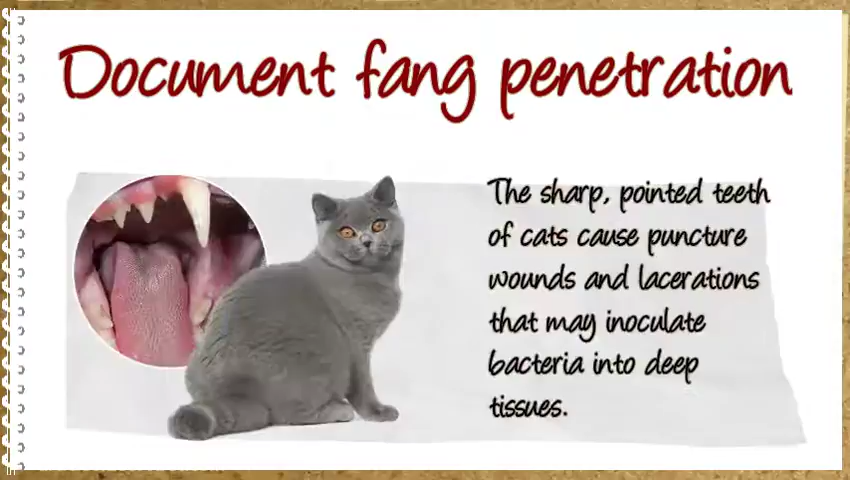 Document fang penetration
The sharp, pointed teeth
of cats cause puncture
wounds and lacerations
that may inoculate
bacteria into deep
tissues.